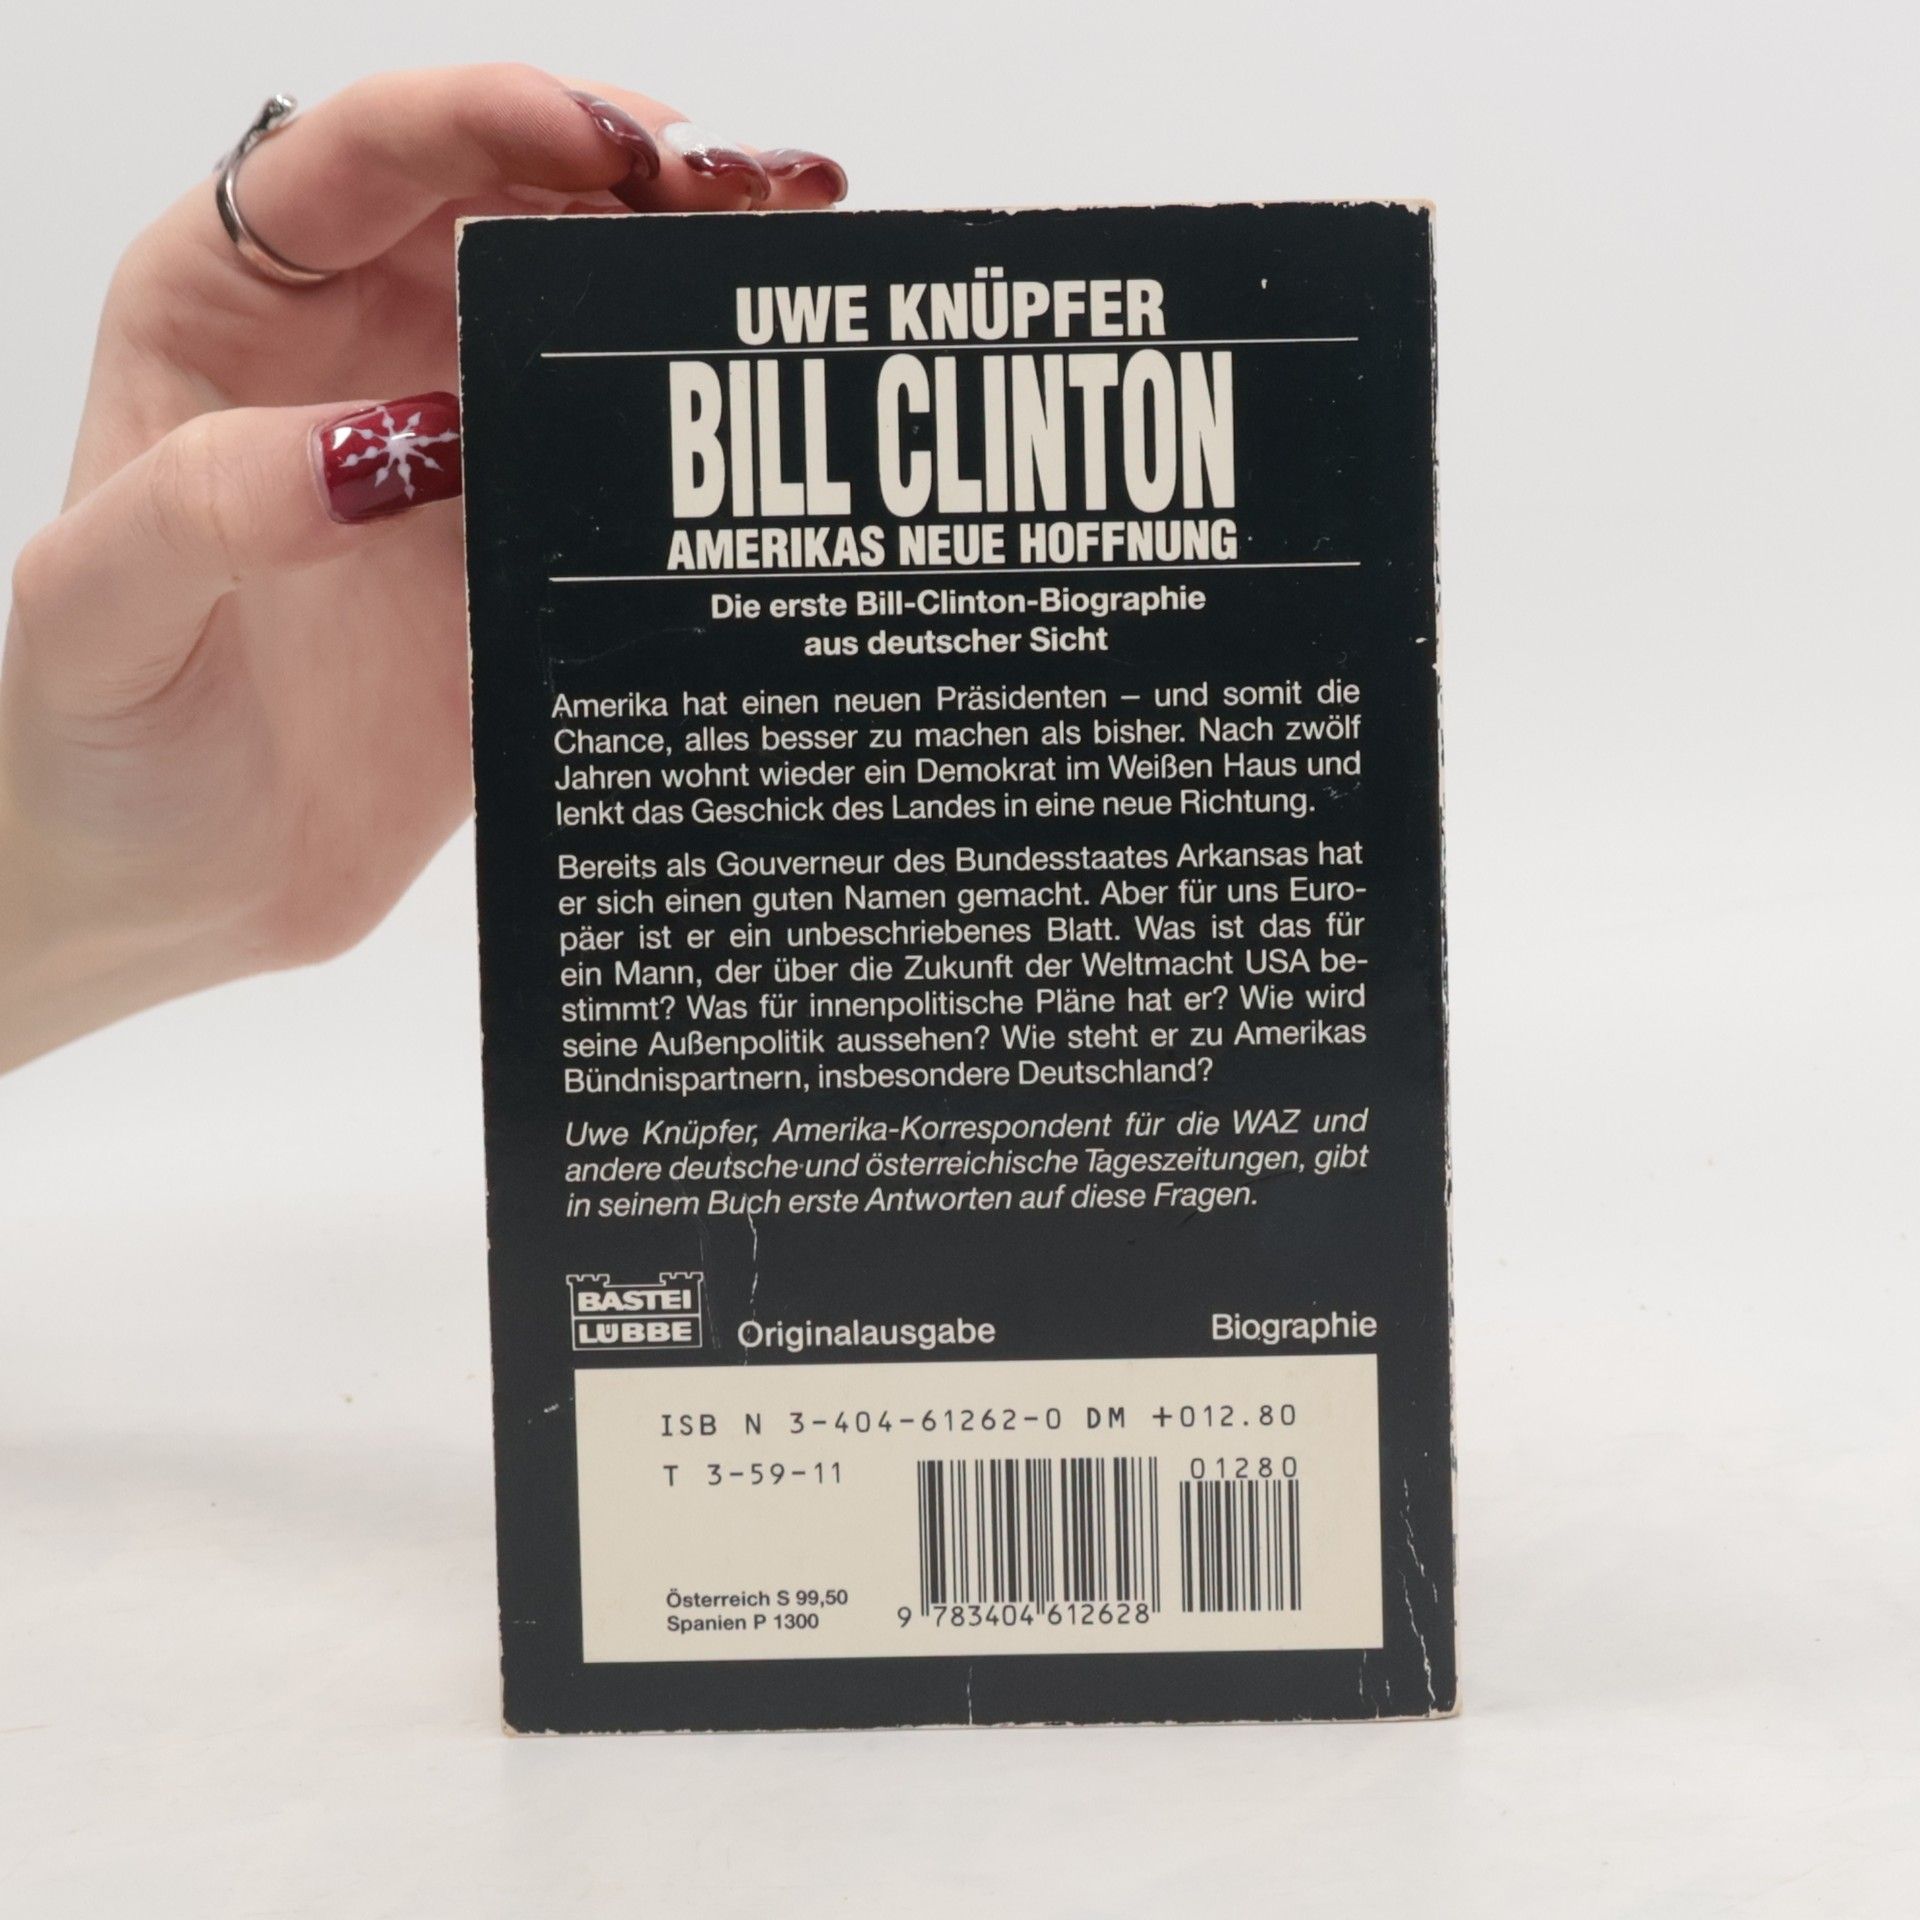 UWE KNÜPFER
BILL CLINTON
AMERIKAS NEUE HOFFNUNG
Die erste Bill-Clinton-Biographie
aus deutscher Sicht
Amerika hat einen neuen Präsidenten – und somit die
Chance, alles besser zu machen als bisher. Nach zwölf
Jahren wohnt wieder ein Demokrat im Weißen Haus und
lenkt das Geschick des Landes in eine neue Richtung.
Bereits als Gouverneur des Bundesstaates Arkansas hat
er sich einen guten Namen gemacht. Aber für uns Euro-
päer ist er ein unbeschriebenes Blatt. Was ist das für
ein Mann, der über die Zukunft der Weltmacht USA be-
stimmt? Was für innenpolitische Pläne hat er? Wie wird
seine Außenpolitik aussehen? Wie steht er zu Amerikas
Bündnispartnern, insbesondere Deutschland?
Uwe Knüpfer, Amerika-Korrespondent für die WAZ und
andere deutsche und österreichische Tageszeitungen, gibt
in seinem Buch erste Antworten auf diese Fragen.
BASTEI
LÜBBE
Originalausgabe
Biographie
ISB N 3-404-61262-0 DM +012.80
T 3-59-11
01280
Österreich S 99,50
Spanien P 1300
9 783404 612628